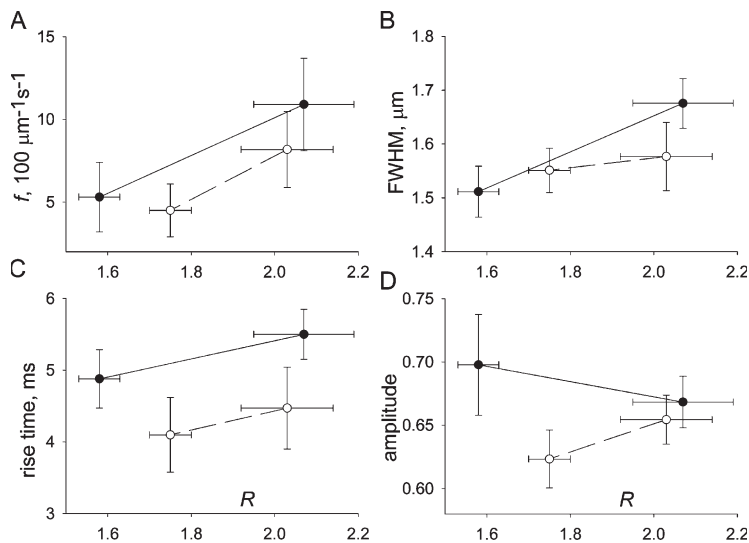 A
B
15
10
5
f, 100 μm-1s-1
1.6 1.8 2.0 2.2
1.8
1.7
1.6
1.5
1.4
FWHM, μm
1.6 1.8 2.0 2.2
C
D
6
5
4
3
rise time, ms
R
1.6 1.8 2.0 2.2
0.75
0.70
0.65
0.60
amplitude
R
1.6 1.8 2.0 2.2